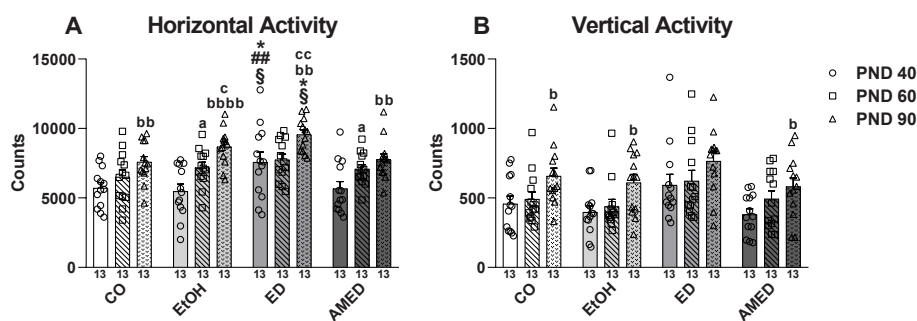 A Horizontal Activity
15000
10000
5000
0
Counts
bb
a
bbbb
c
*
##
§
cc
bb
*
§
a
bb
13 13 13 13 13 13 13 13 13 13 13 13
CO EtOH ED AMED
B Vertical Activity
2000
1500
1000
500
0
Counts
b
b
b
13 13 13 13 13 13 13 13 13 13 13 13
CO EtOH ED AMED
PND 40
PND 60
PND 90